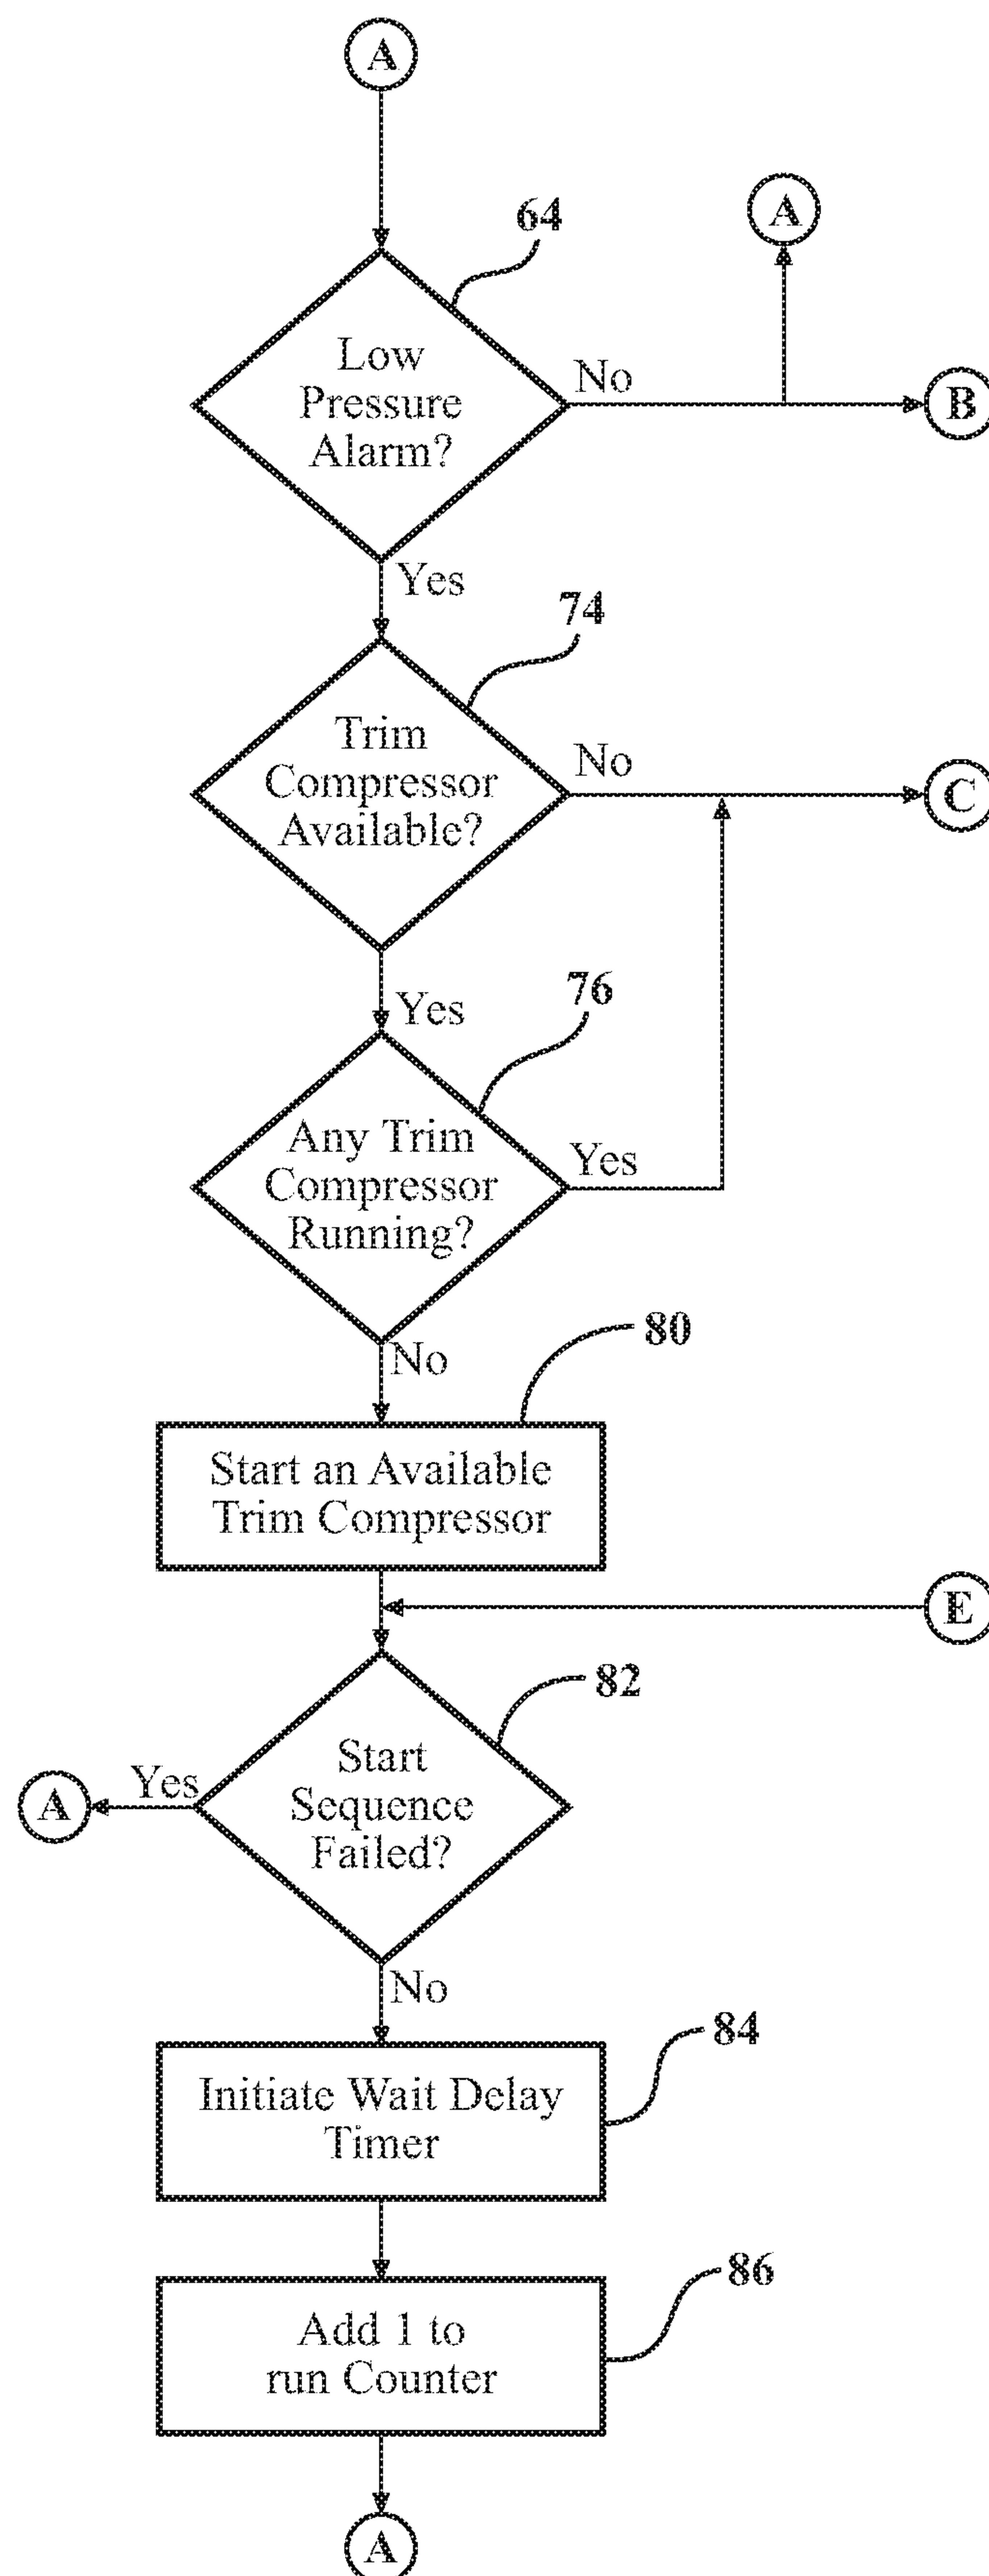 A
64
A
Low
Pressure
Alarm?
No
B
Yes
74
Trim
Compressor
Available?
No
C
Yes
76
Any Trim
Compressor
Running?
Yes
No
80
Start an Available
Trim Compressor
E
82
Start
Sequence
Failed?
Yes
A
No
84
Initiate Wait Delay
Timer
86
Add 1 to
run Counter
A